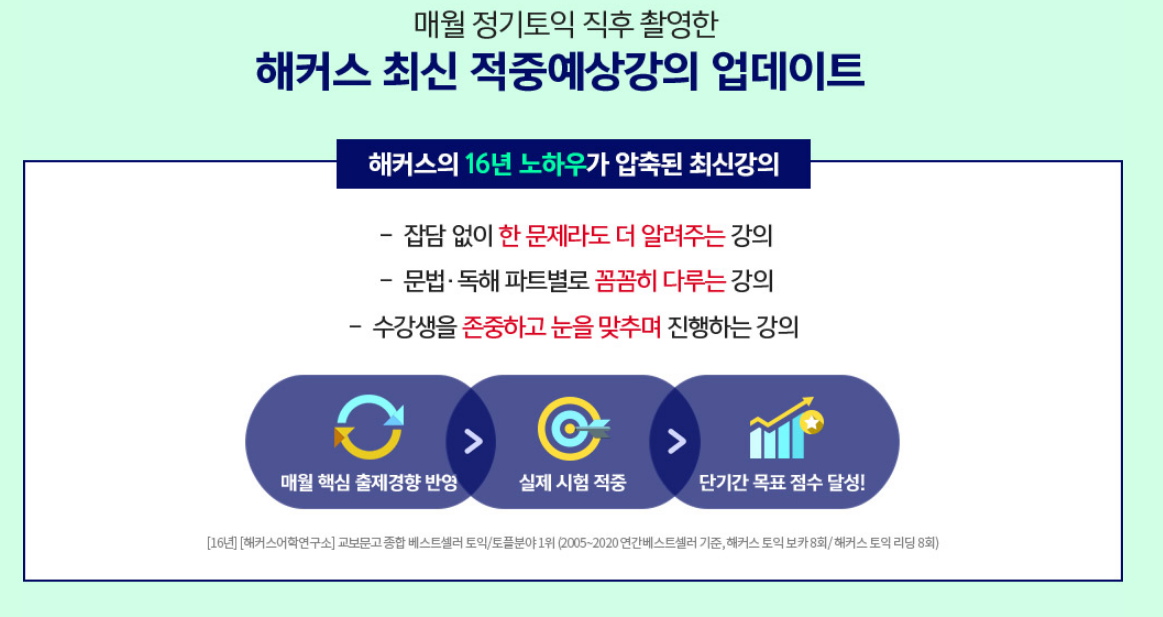 매월 정기토익 직후 촬영한
해커스 최신 적중예상강의 업데이트
해커스의 16년 노하우가 압축된 최신강의
- 잡담 없이 한 문제라도 더 알려주는 강의
- 문법·독해 파트별로 꼼꼼히 다루는 강의
- 수강생을 존중하고 눈을 맞추며 진행하는 강의
매월 핵심 출제경향 반영 > 실제 시험 적중 > 단기간 목표 점수 달성!
[16년] [해커스어학연구소] 교보문고 종합 베스트셀러 토익/토플분야 1위 (2005~2020 연간베스트셀러 기준, 해커스 토익 보카 8회/ 해커스 토익 리딩 8회)